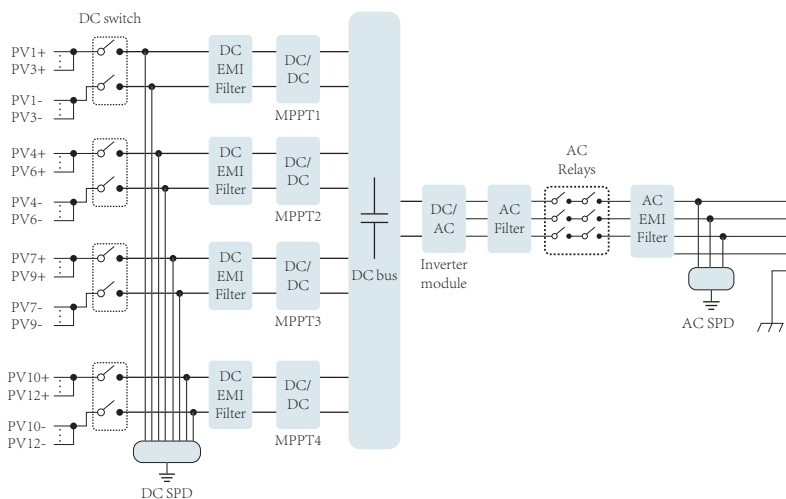 DC switch
PV1+
PV3+
PV1-
PV3-
DC
EMI
Filter
DC/
DC
MPPT1
PV4+
PV6+
PV4-
PV6-
DC
EMI
Filter
DC/
DC
MPPT2
PV7+
PV9+
PV7-
PV9-
DC
EMI
Filter
DC/
DC
MPPT3
PV10+
PV12+
PV10-
PV12-
DC
EMI
Filter
DC/
DC
MPPT4
DC SPD
DC bus
DC/
AC
Inverter
module
AC
Filter
AC
Relays
AC
EMI
Filter
AC SPD